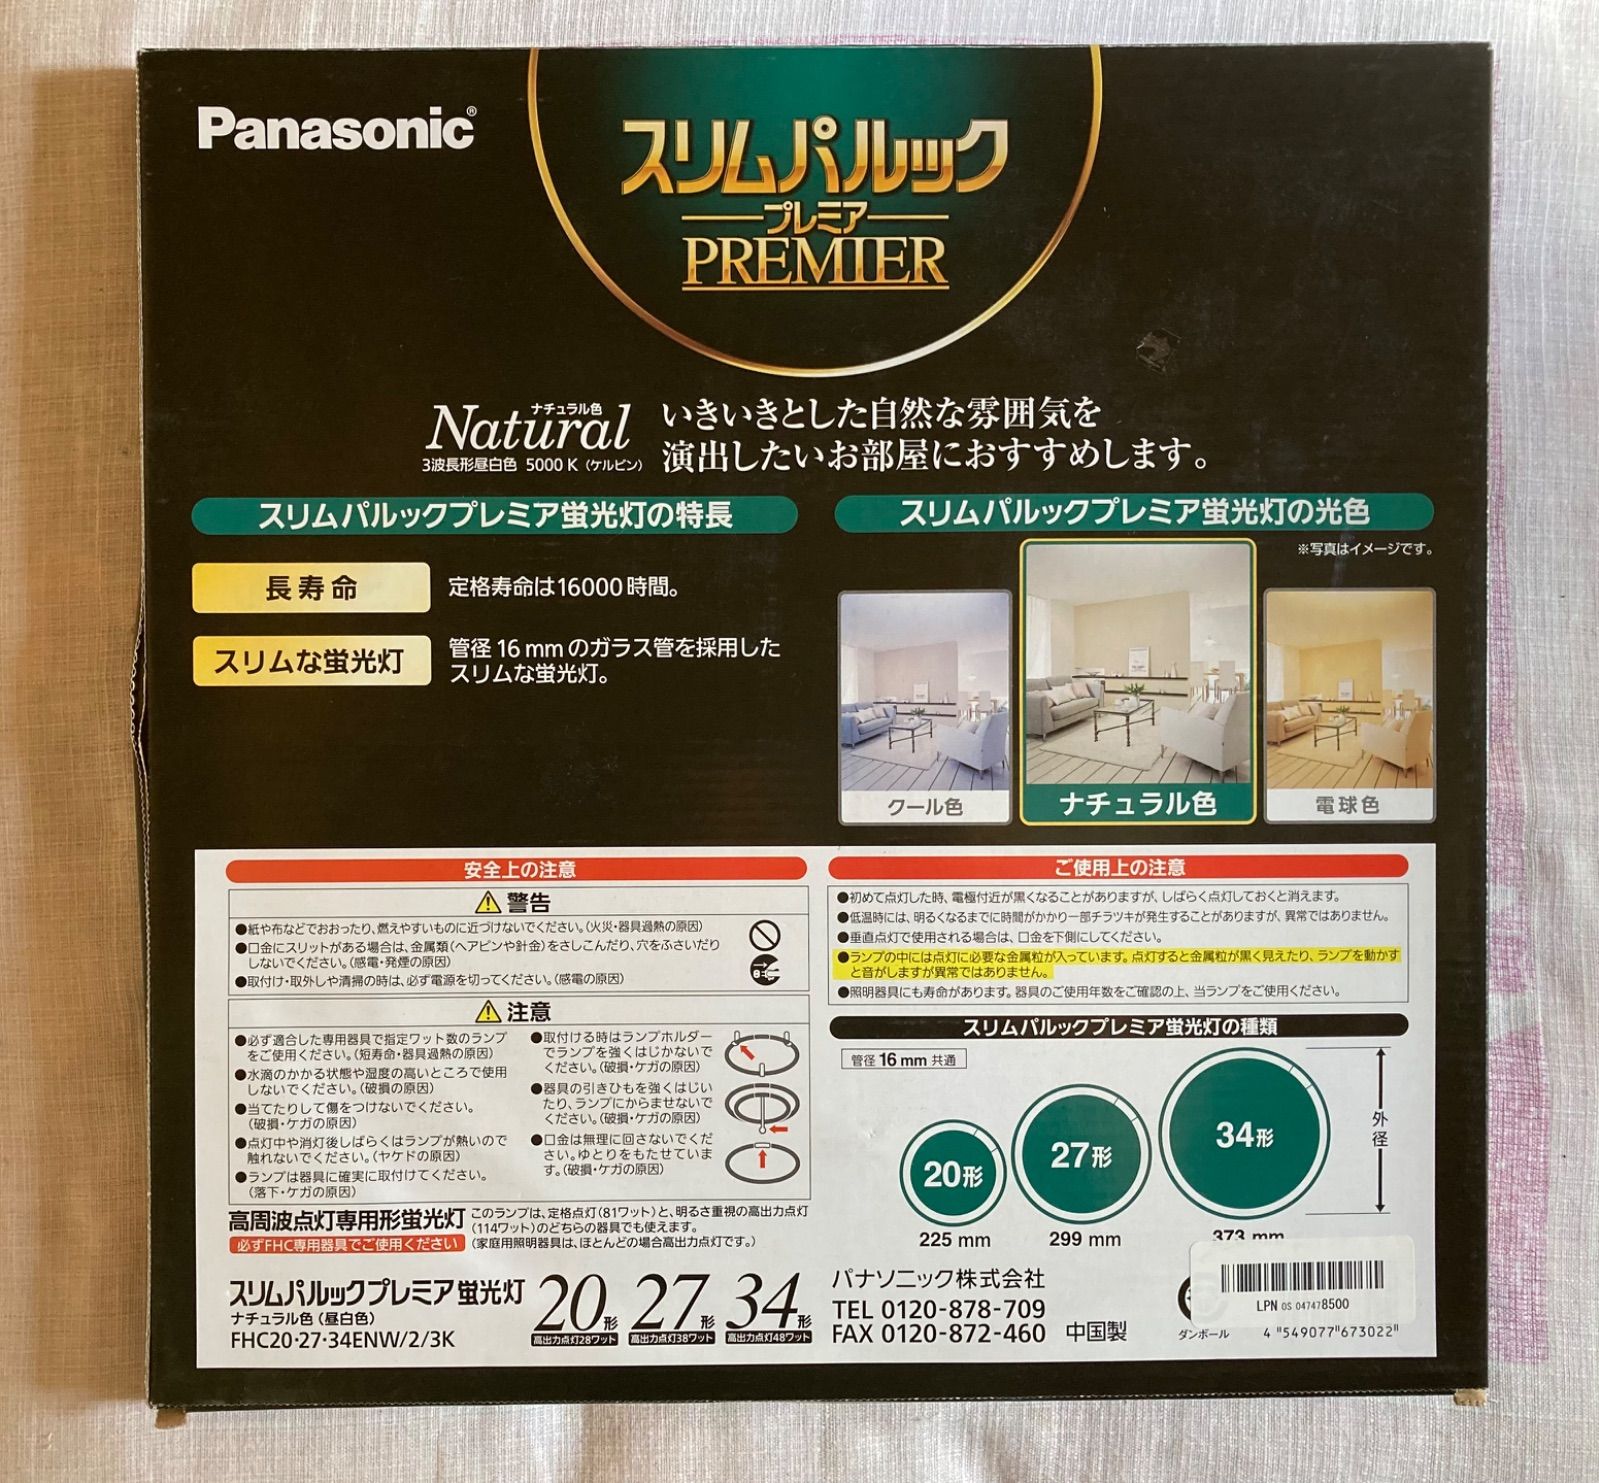 Panasonic®
スリムパルック
プレミア
PREMIER
ナチュラル色
Natural
3波長形昼白色 5000 K（ケルビン）
いきいきとした自然な雰囲気を
演出したいお部屋におすすめします。
スリムパルックプレミア蛍光灯の特長
長寿命
定格寿命は16000時間。
スリムな蛍光灯
管径 16 mm のガラス管を採用した
スリムな蛍光灯。
スリムパルックプレミア蛍光灯の光色
※写真はイメージです。
クール色
ナチュラル色
電球色
安全上の注意
警告
●紙や布などでおおったり、燃えやすいものに近づけないでください。（火災・器具過熱の原因）
●口金にスリットがある場合は、金属類（ヘアピンや針金）をさしこんだり、穴をふさいだり
しないでください。（感電・発煙の原因）
●取付け・取外しや清掃の時は、必ず電源を切ってください。（感電の原因）
注意
●必ず適合した専用器具で指定ワット数のランプ
をご使用ください。（短寿命・器具過熱の原因）
●水滴のかかる状態や湿度の高いところで使用
しないでください。（破損の原因）
●当てたりして傷をつけないでください。
（破損・ケガの原因）
●点灯中や消灯後しばらくはランプが熱いので
触れないでください。（ヤケドの原因）
●ランプは器具に確実に取付けてください。
（落下・ケガの原因）
●取付ける時はランプホルダー
でランプを強くはじかないで
ください。（破損・ケガの原因）
●器具の引きひもを強くはじい
たり、ランプにからませないで
ください。（破損・ケガの原因）
●口金は無理に回さないでくだ
さい。ゆとりをもたせていま
す。（破損・ケガの原因）
高周波点灯専用形蛍光灯
必ずFHC専用器具でご使用ください
このランプは、定格点灯（81ワット）と、明るさ重視の高出力点灯
（114ワット）のどちらの器具でも使えます。
（家庭用照明器具は、ほとんどの場合高出力点灯です。）
スリムパルックプレミア蛍光灯
ナチュラル色（昼白色）
FHC20・27・34ENW/2/3K
20形
高出力点灯28ワット
27形
高出力点灯38ワット
34形
高出力点灯48ワット
ご使用上の注意
●初めて点灯した時、電極付近が黒くなることがありますが、しばらく点灯しておくと消えます。
●低温時には、明るくなるまでに時間がかかり一部チラツキが発生することがありますが、異常ではありません。
●垂直点灯で使用される場合は、口金を下側にしてください。
●ランプの中には点灯に必要な金属粒が入っています。点灯すると金属粒が黒く見えたり、ランプを動かす
と音がしますが異常ではありません。
●照明器具にも寿命があります。器具のご使用年数をご確認の上、当ランプをご使用ください。
スリムパルックプレミア蛍光灯の種類
管径 16 mm 共通
20形
27形
34形
外径
225 mm
299 mm
373 mm
パナソニック株式会社
TEL 0120-878-709
FAX 0120-872-460
中国製
ダンボール
LPN OS 047478500
4 "549077"673022"